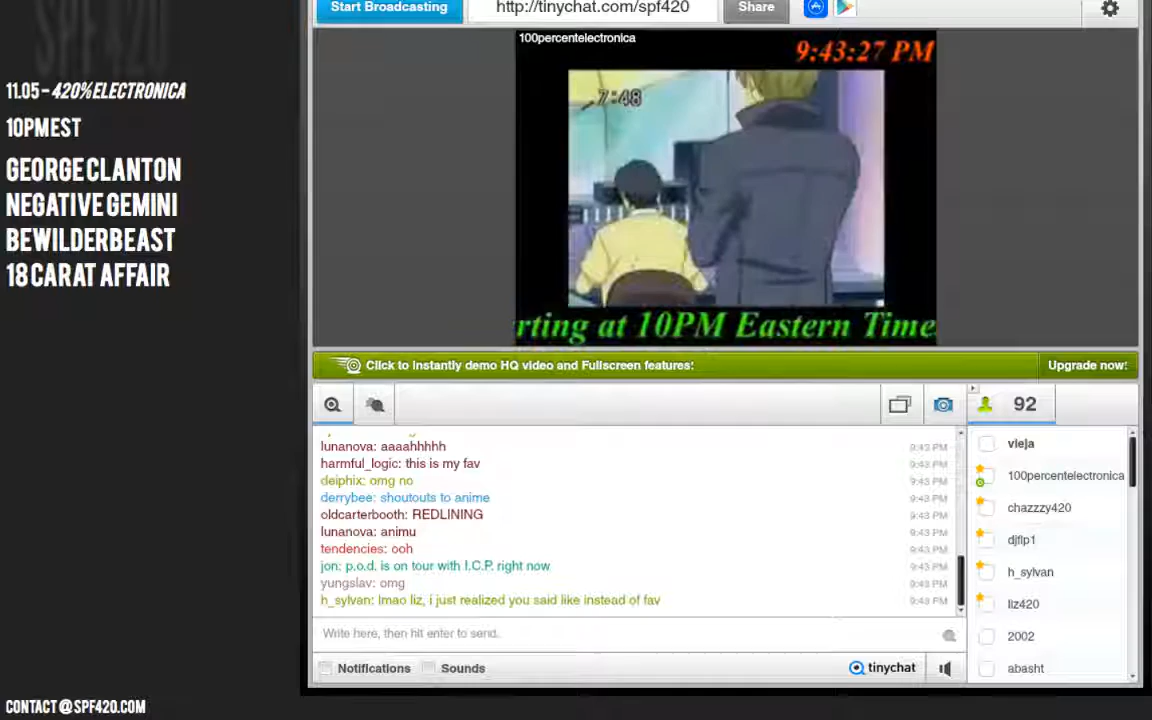 SPF420
11.05 - 420%ELECTRONICA
10PM EST
GEORGE CLANTON
NEGATIVE GEMINI
BEWILDERBEAST
18 CARAT AFFAIR
CONTACT@SPF420.COM
Start Broadcasting
http://tinychat.com/spf420
Share
100percentelectronica
9:43:27 PM
7:48
rting at 10PM Eastern Time
Click to instantly demo HQ video and Fullscreen features:
Upgrade now!
92
lunanova: aaaahhhhh 9:43 PM
harmful_logic: this is my fav 9:43 PM
deiphix: omg no 9:43 PM
derrybee: shoutouts to anime 9:43 PM
oldcarterbooth: REDLINING 9:43 PM
lunanova: animu 9:43 PM
tendencies: ooh 9:43 PM
jon: p.o.d. is on tour with I.C.P. right now 9:43 PM
yungslav: omg 9:43 PM
h_sylvan: lmao liz, i just realized you said like instead of fav 9:43 PM
Write here, then hit enter to send.
Notifications
Sounds
tinychat
vieja
100percentelectronica
chazzzy420
djflp1
h_sylvan
liz420
2002
abasht